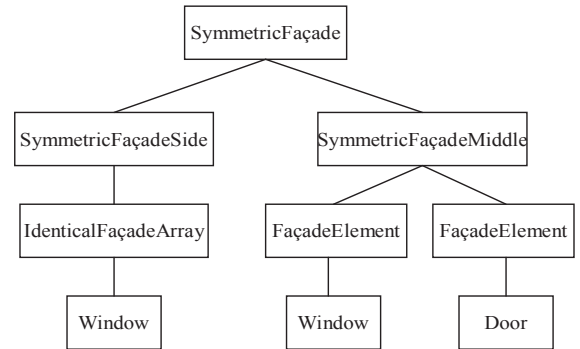 SymmetricFaçade
SymmetricFaçadeSide
SymmetricFaçadeMiddle
IdenticalFaçadeArray
FaçadeElement
FaçadeElement
Window
Window
Door